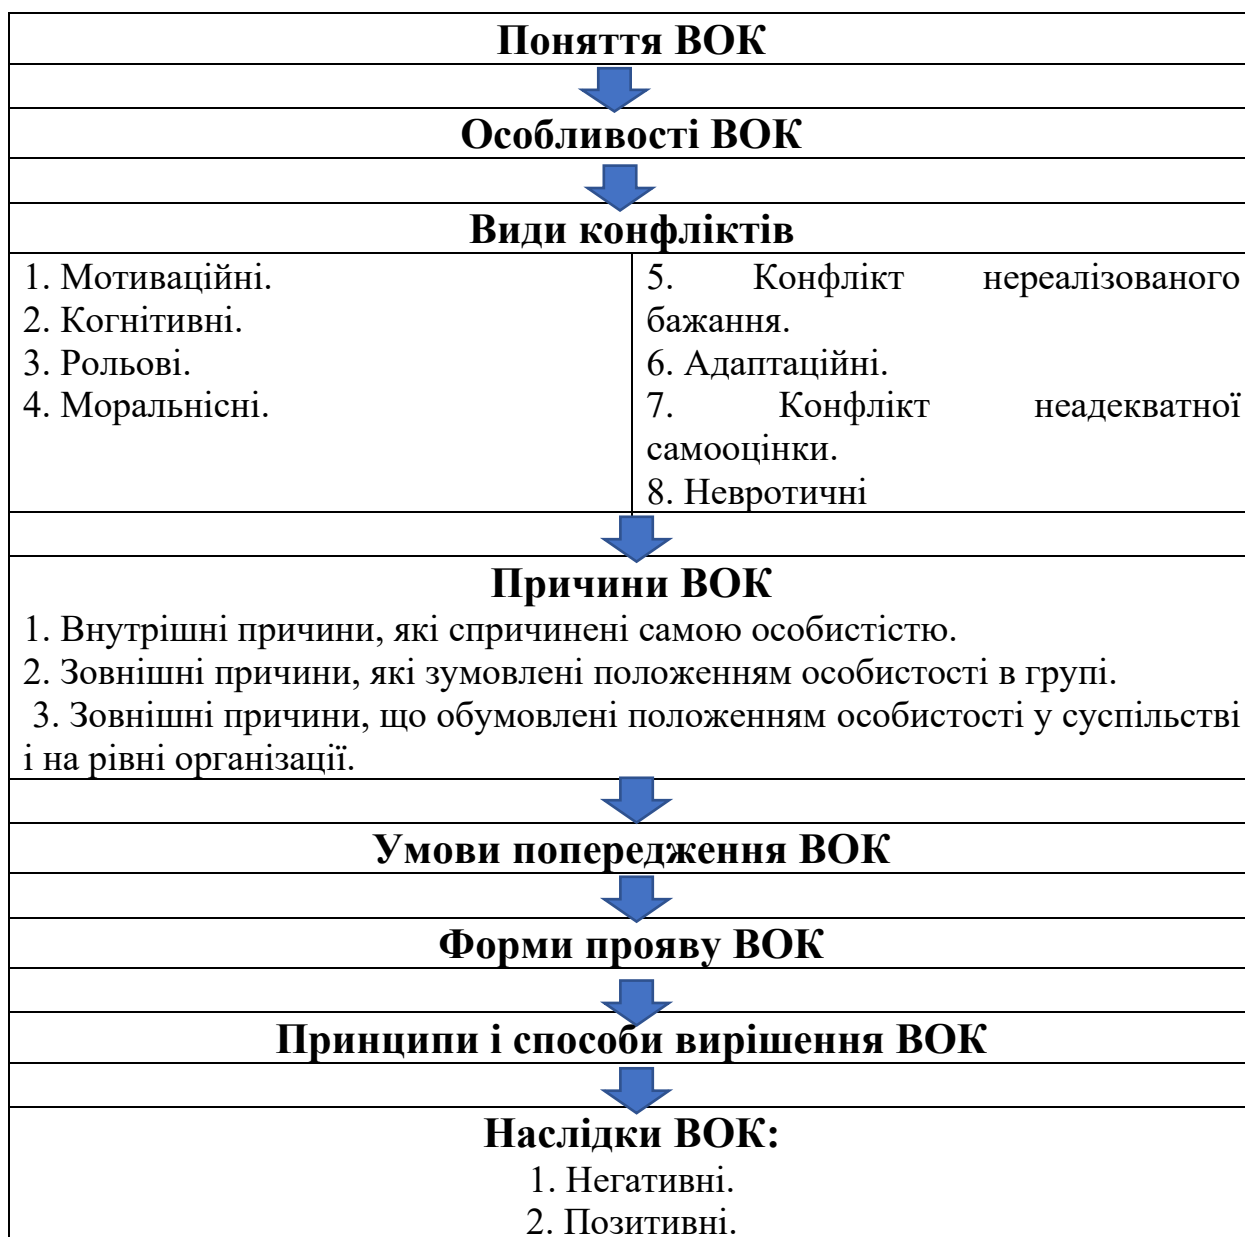 Поняття ВОК
Особливості ВОК
Види конфліктів
1. Мотиваційні.
2. Когнітивні.
3. Рольові.
4. Моральнісні.
5. Конфлікт нереалізованого
бажання.
6. Адаптаційні.
7. Конфлікт неадекватної
самооцінки.
8. Невротичні
Причини ВОК
1. Внутрішні причини, які спричинені самою особистістю.
2. Зовнішні причини, які зумовлені положенням особистості в групі.
3. Зовнішні причини, що обумовлені положенням особистості у суспільстві
і на рівні організації.
Умови попередження ВОК
Форми прояву ВОК
Принципи і способи вирішення ВОК
Наслідки ВОК:
1. Негативні.
2. Позитивні.